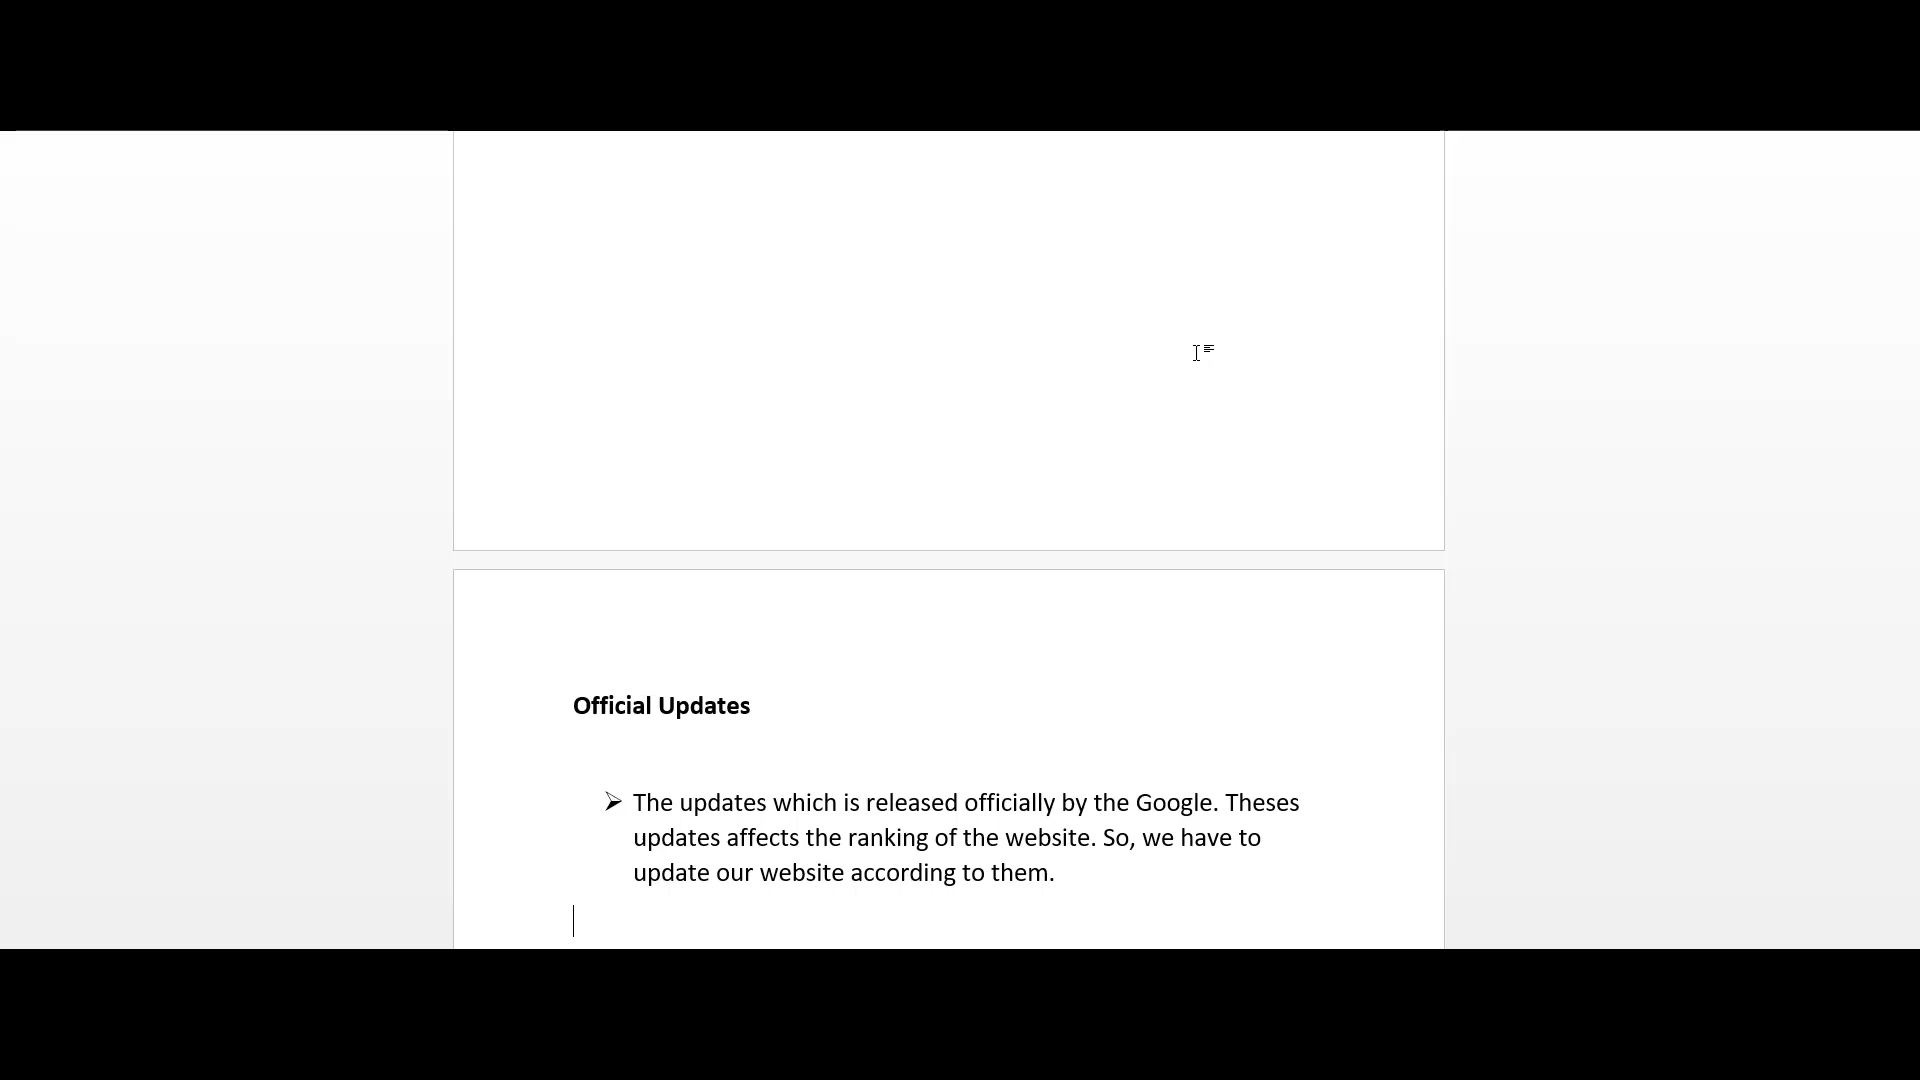 Official Updates
➢ The updates which is released officially by the Google. Theses
updates affects the ranking of the website. So, we have to
update our website according to them.